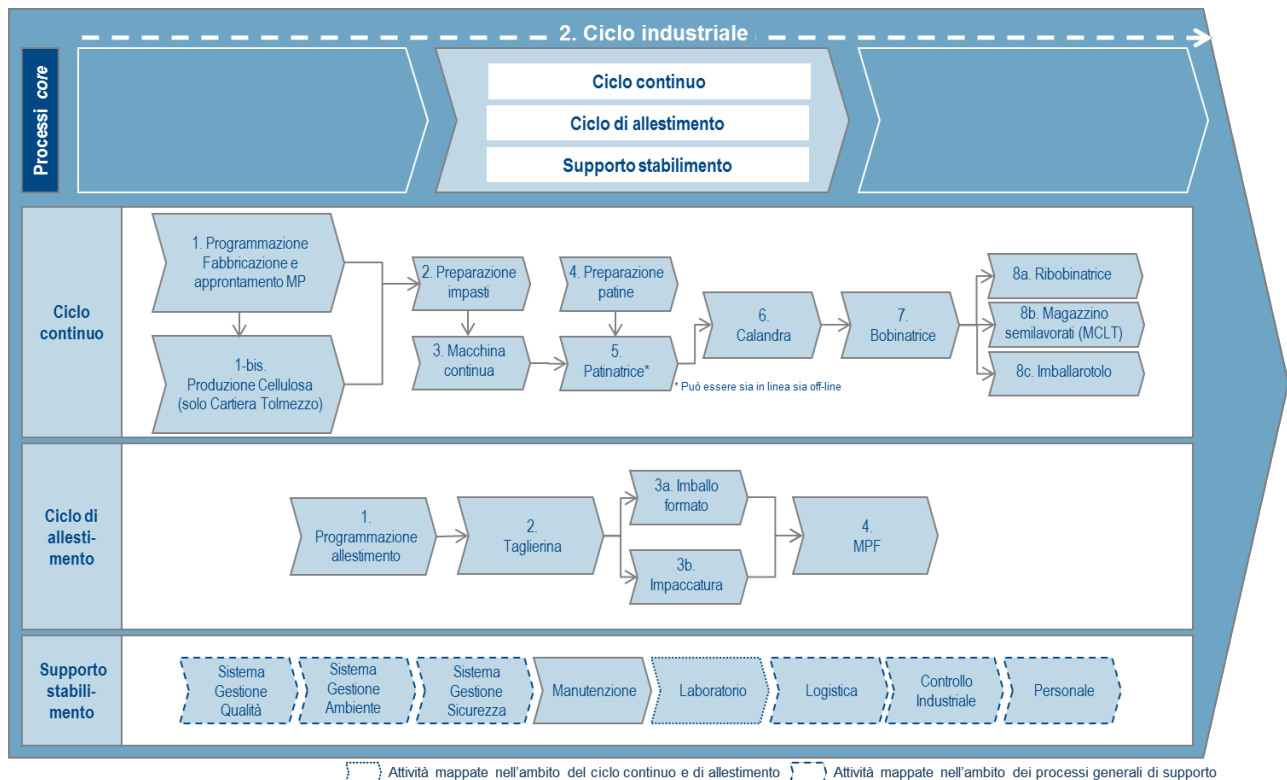 2. Ciclo industriale
Processi core
Ciclo continuo
Ciclo di allestimento
Supporto stabilimento
Ciclo
continuo
1. Programmazione
Fabbricazione e
approntamento MP
1-bis.
Produzione Cellulosa
(solo Cartiera Tolmezzo)
2. Preparazione
impasti
3. Macchina
continua
4. Preparazione
patine
5.
Patinatrice*
6.
Calandra
7.
Bobinatrice
8a. Ribobinatrice
8b. Magazzino
semilavorati (MCLT)
8c. Imballarotolo
* Può essere sia in linea sia off-line
Ciclo di
allesti-
mento
1.
Programmazione
allestimento
2.
Taglierina
3a. Imballo
formato
3b.
Impaccatura
4.
MPF
Supporto
stabili-
mento
Sistema
Gestione
Qualità
Sistema
Gestione
Ambiente
Sistema
Gestione
Sicurezza
Manutenzione
Laboratorio
Logistica
Controllo
Industriale
Personale
Attività mappate nell'ambito del ciclo continuo e di allestimento
Attività mappate nell'ambito dei processi generali di supporto